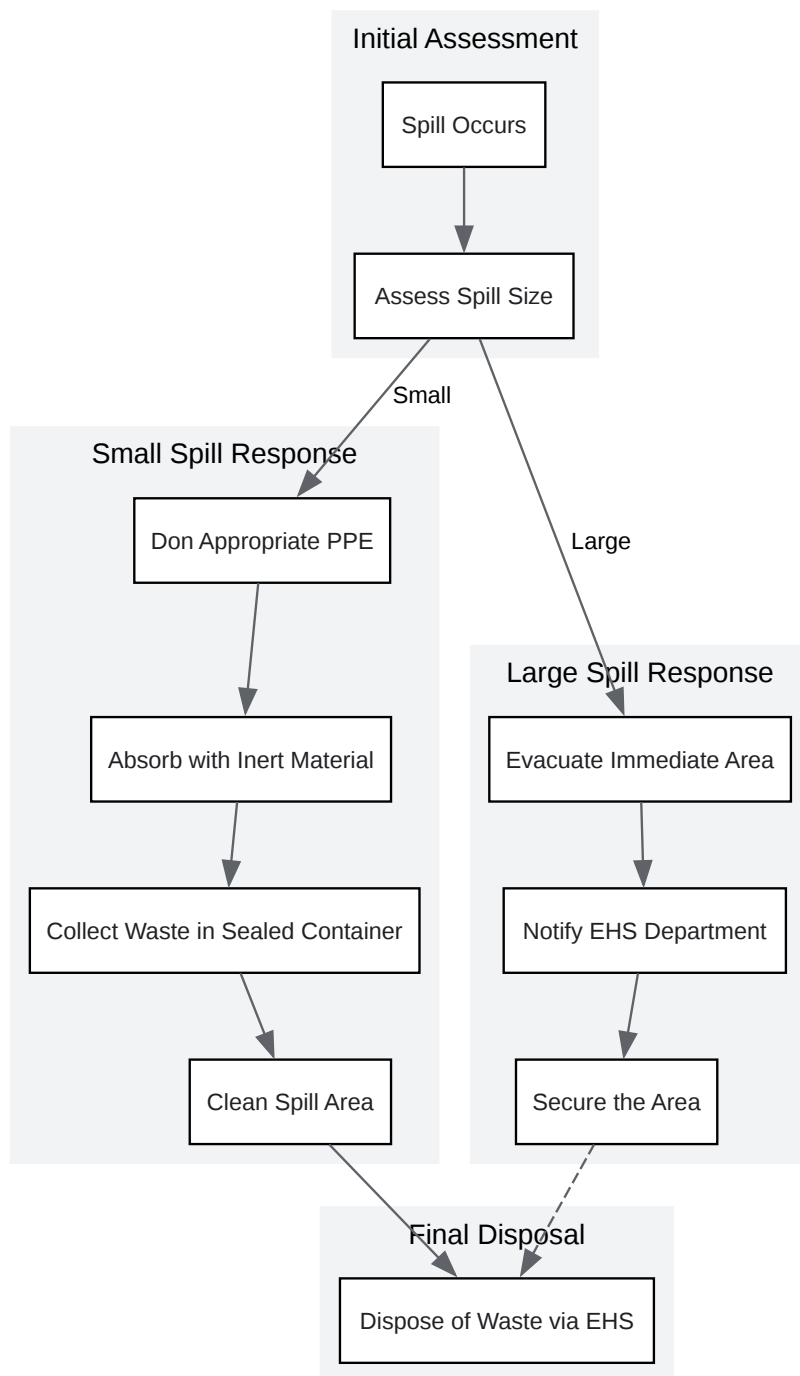 Initial Assessment
Spill Occurs
Assess Spill Size
Small
Small Spill Response
Don Appropriate PPE
Large
Large Spill Response
Absorb with Inert Material
Evacuate Immediate Area
Collect Waste in Sealed Container
Notify EHS Department
Clean Spill Area
Secure the Area
Final Disposal
Dispose of Waste via EHS